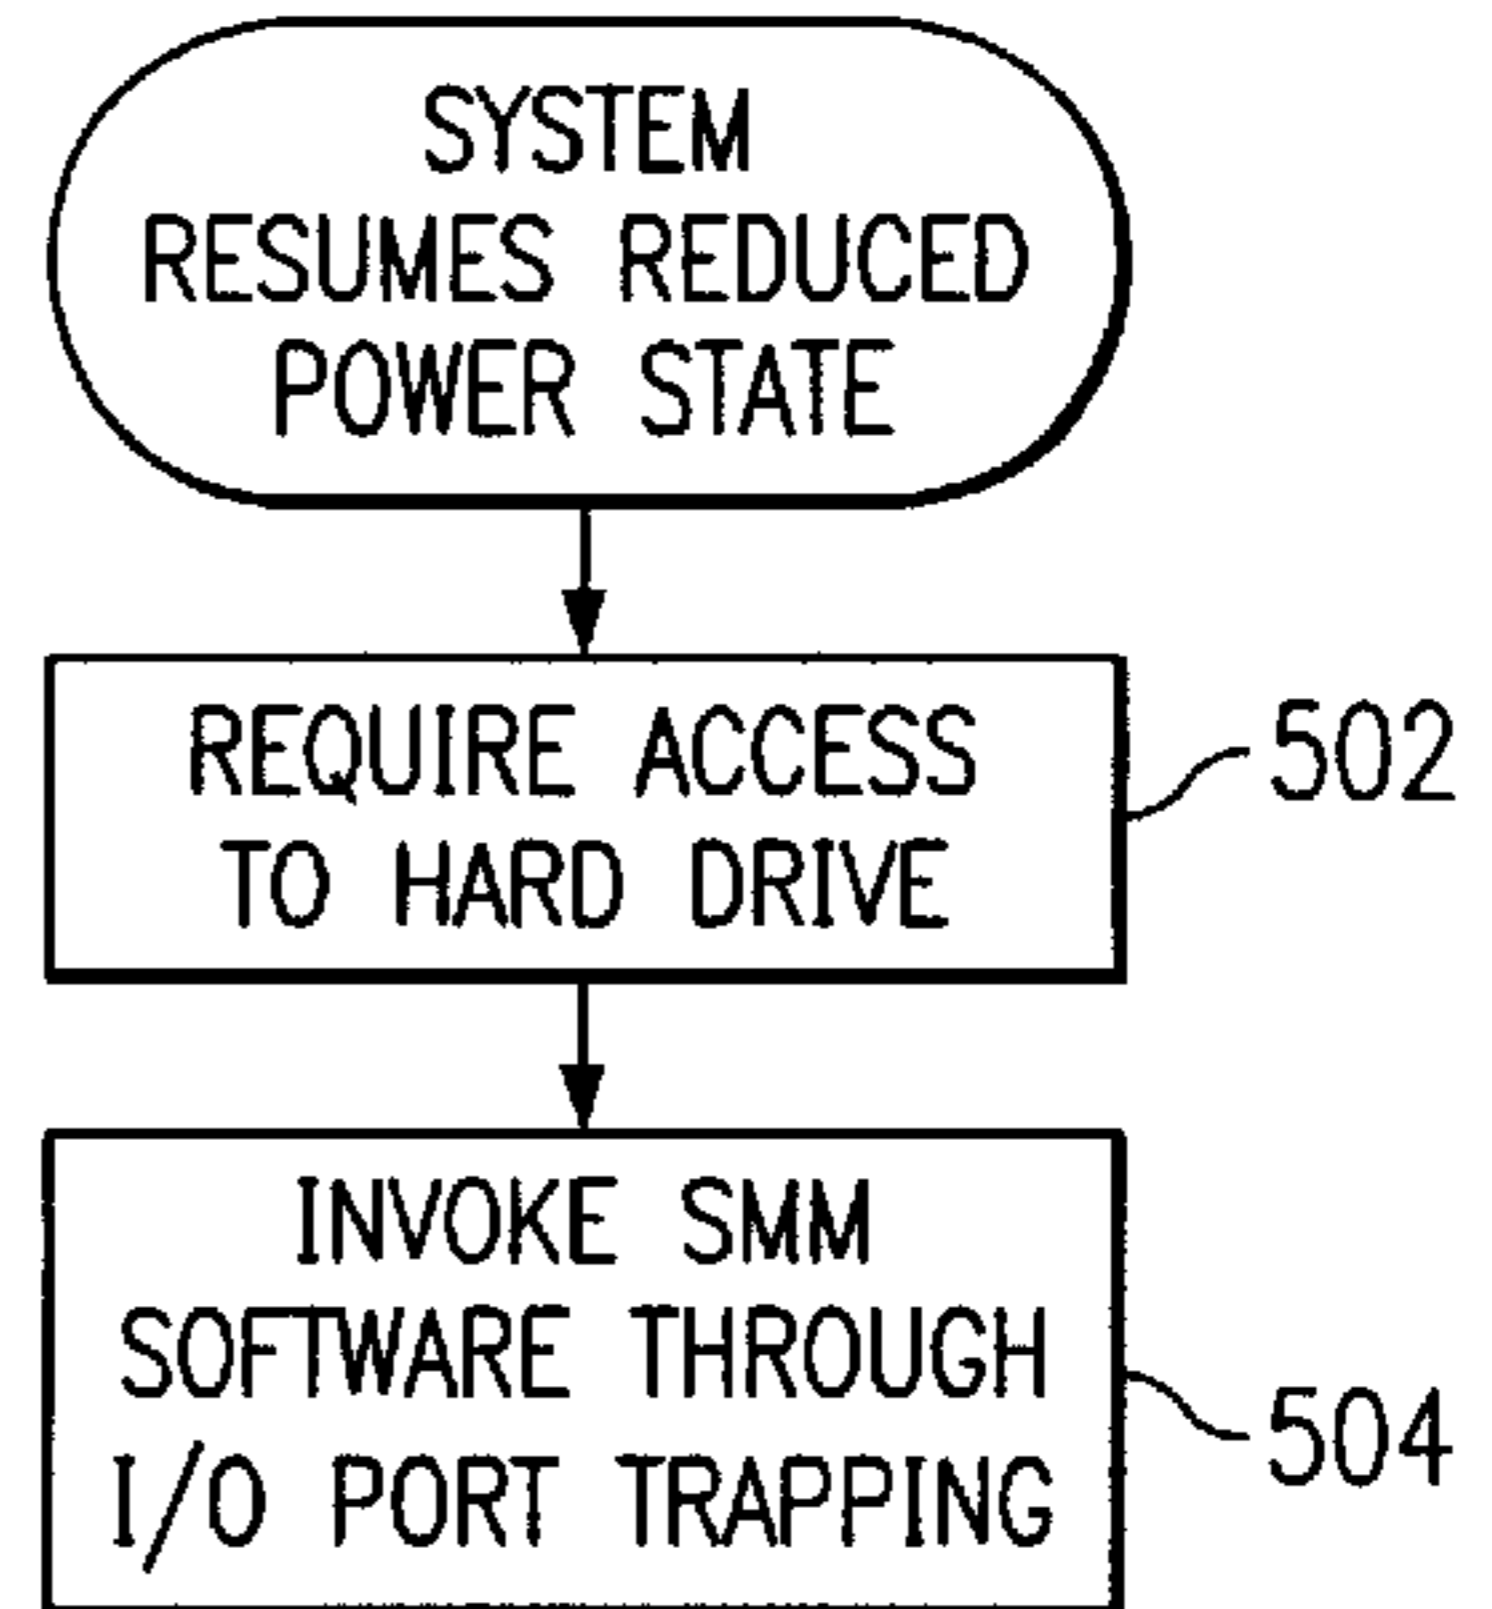 SYSTEM
RESUMES REDUCED
POWER STATE
REQUIRE ACCESS
TO HARD DRIVE
502
INVOKE SMM
SOFTWARE THROUGH
I/O PORT TRAPPING
504